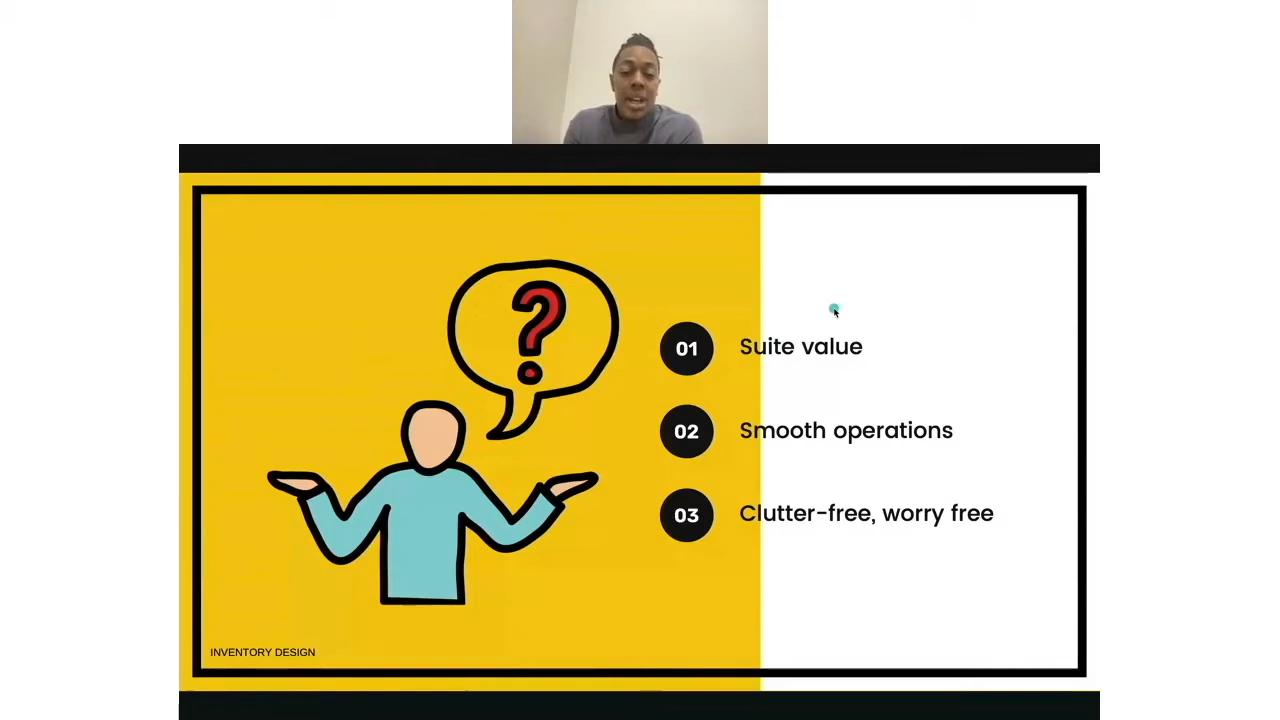 ?
01 Suite value
02 Smooth operations
03 Clutter-free, worry free
INVENTORY DESIGN